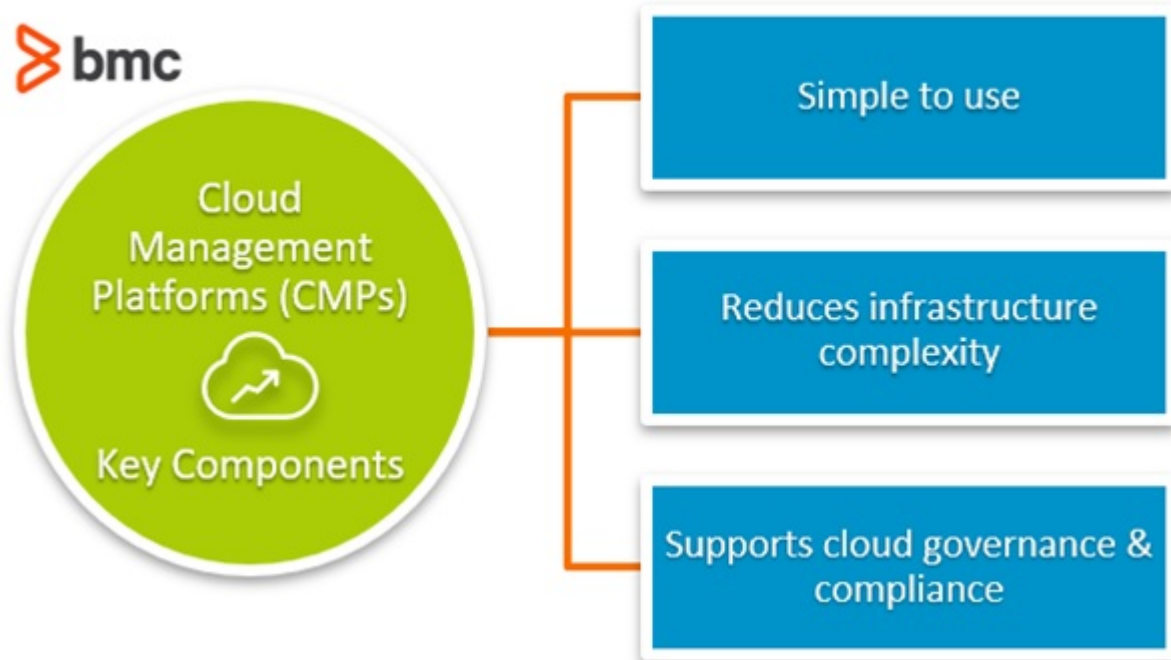 bmc
Cloud
Management
Platforms (CMPs)
Key Components
Simple to use
Reduces infrastructure
complexity
Supports cloud governance &
compliance